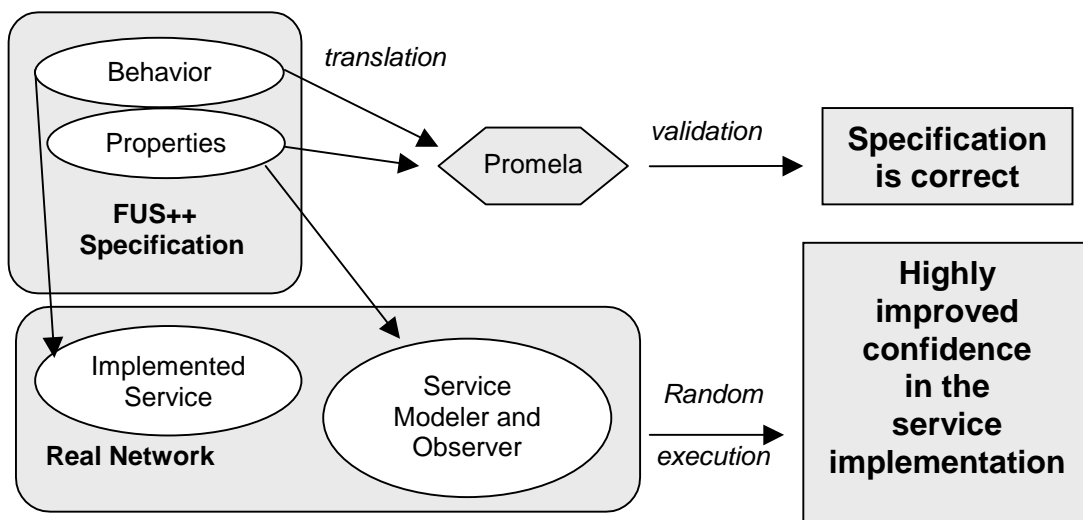 Behavior
Properties
FUS++
Specification
translation
Promela
validation
Specification
is correct
Implemented
Service
Real Network
Service
Modeler and
Observer
Random
execution
Highly
improved
confidence
in the
service
implementation